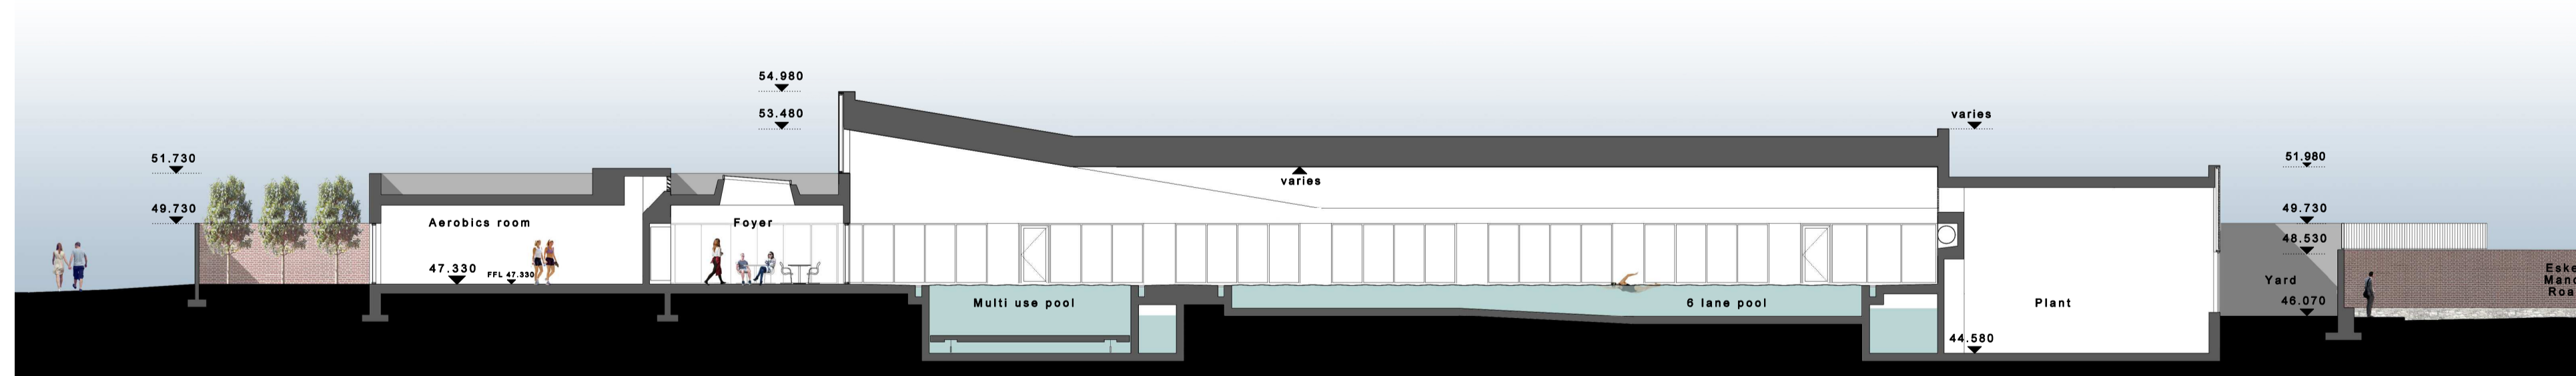 54.980
53.480
varies
51.730
51.980
varies
49.730
49.730
Aerobics room
Foyer
48.530
47.330
FFL 47.330
Yard
Multi use pool
6 lane pool
Plant
46.070
44.580